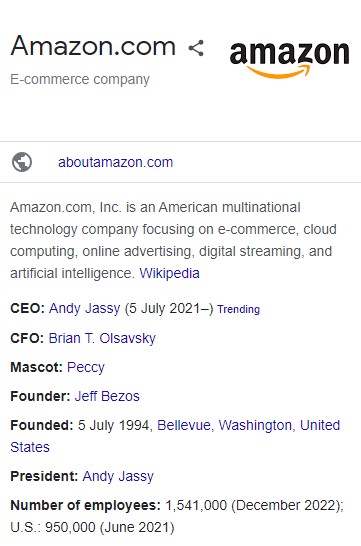 Amazon.com
amazon
E-commerce company
aboutamazon.com
Amazon.com, Inc. is an American multinational
technology company focusing on e-commerce, cloud
computing, online advertising, digital streaming, and
artificial intelligence. Wikipedia
CEO: Andy Jassy (5 July 2021–) Trending
CFO: Brian T. Olsavsky
Mascot: Peccy
Founder: Jeff Bezos
Founded: 5 July 1994, Bellevue, Washington, United
States
President: Andy Jassy
Number of employees: 1,541,000 (December 2022);
U.S.: 950,000 (June 2021)